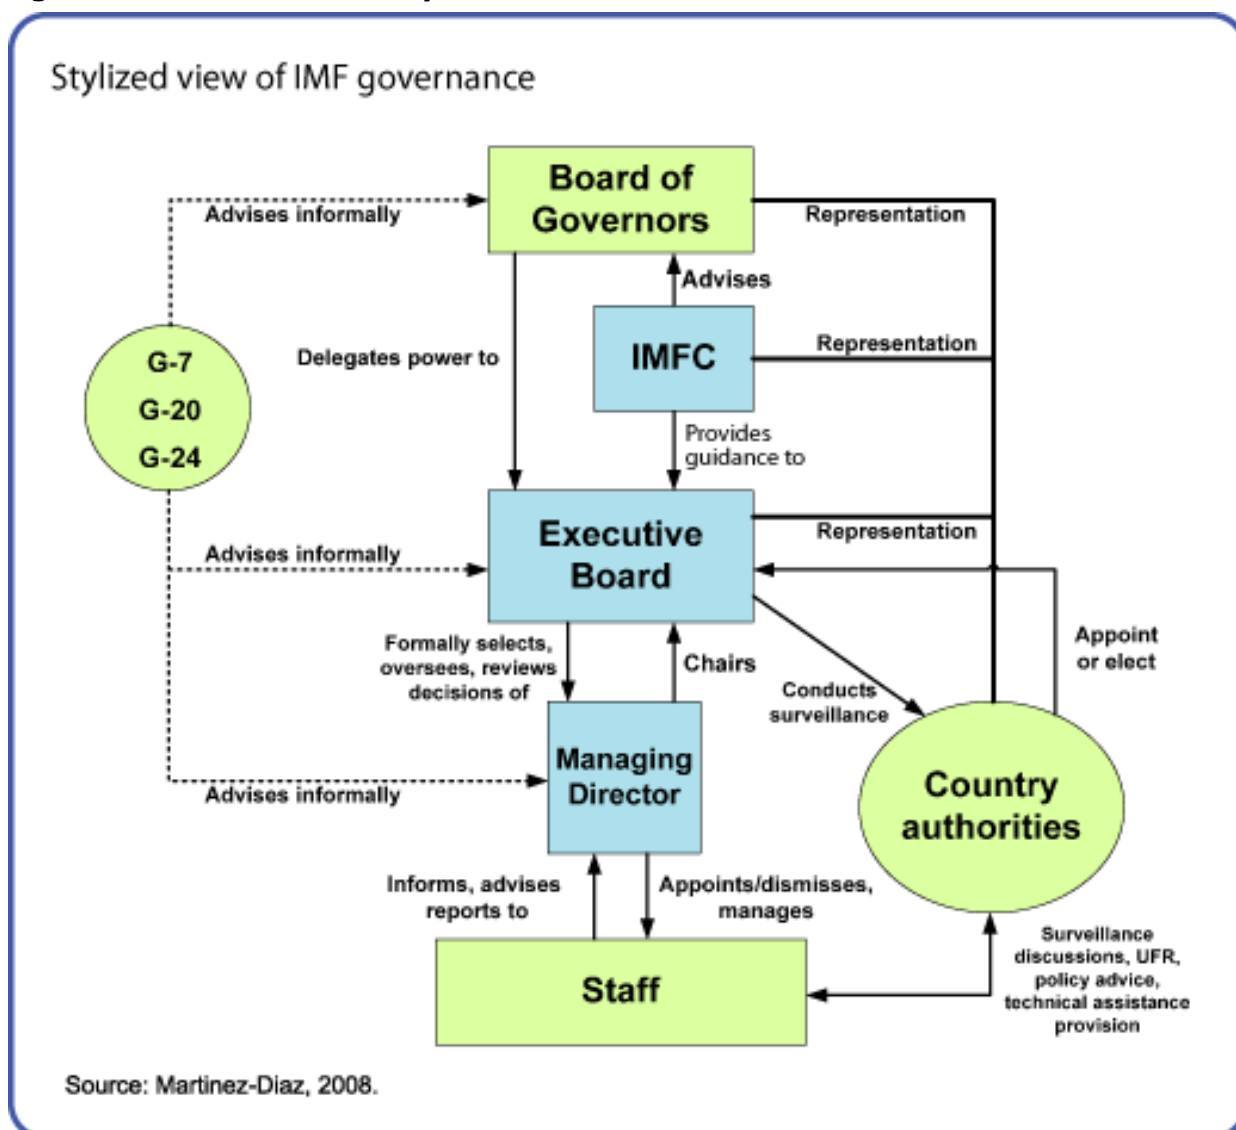 Stylized view of IMF governance
Board of
Governors
Advises informally
Representation
Advises
G-7
G-20
G-24
IMFC
Representation
Delegates power to
Provides
guidance to
Executive
Board
Representation
Advises informally
Appoint
or elect
Formally selects,
oversees, reviews
decisions of
Chairs
Conducts
surveillance
Managing
Director
Advises informally
Country
authorities
Informs, advises
reports to
Appoints/dismisses,
manages
Staff
Surveillance
discussions, UFR,
policy advice,
technical assistance
provision
Source: Martinez-Diaz, 2008.